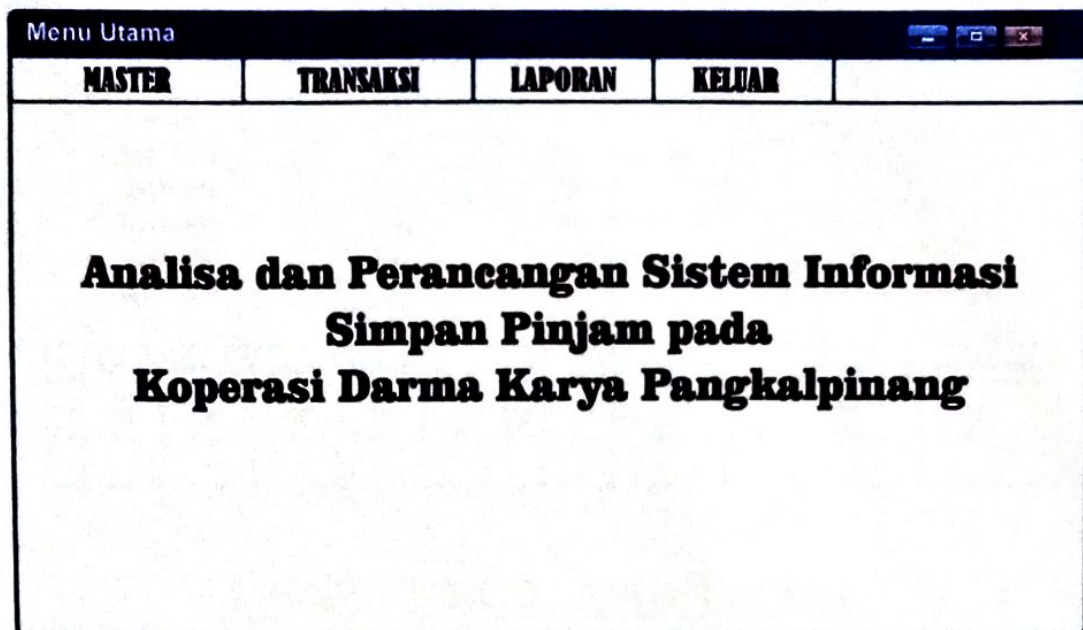 Menu Utama
MASTER TRANSAKSI LAPORAN KELUAR
Analisa dan Perancangan Sistem Informasi
Simpan Pinjam pada
Koperasi Darma Karya Pangkalpinang